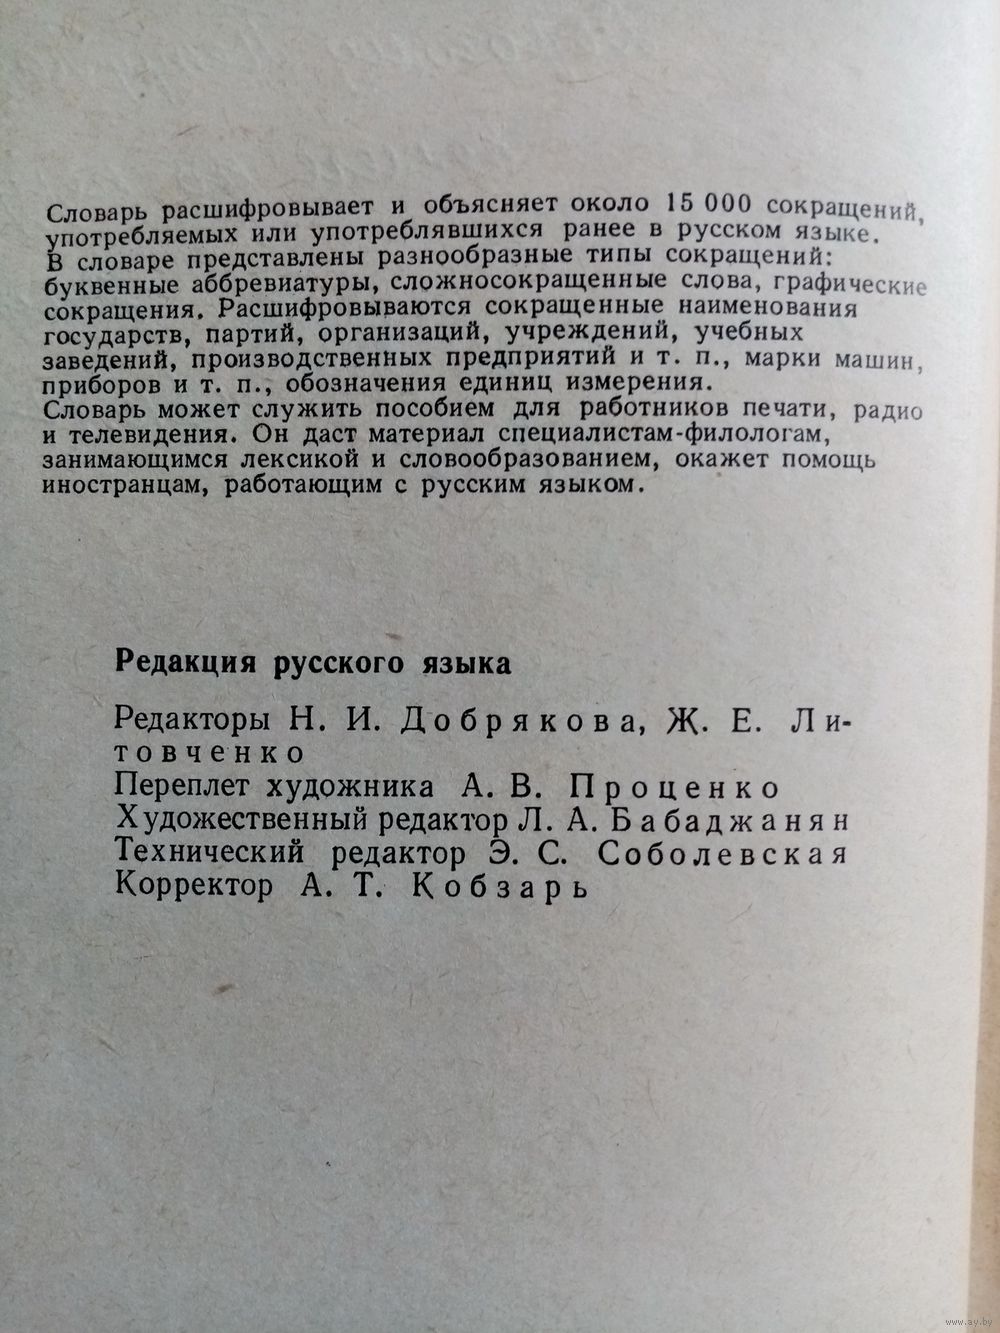 Словарь расшифровывает и объясняет около 15 000 сокращений,
употребляемых или употреблявшихся ранее в русском языке.
В словаре представлены разнообразные типы сокращений:
буквенные аббревиатуры, сложносокращенные слова, графические
сокращения. Расшифровываются сокращенные наименования
государств, партий, организаций, учреждений, учебных
заведений, производственных предприятий и т. п., марки машин,
приборов и т. п., обозначения единиц измерения.
Словарь может служить пособием для работников печати, радио
и телевидения. Он даст материал специалистам-филологам,
занимающимся лексикой и словообразованием, окажет помощь
иностранцам, работающим с русским языком.
Редакция русского языка
Редакторы Н. И. Добрякова, Ж. Е. Ли-
товченко
Переплет художника А. В. Проценко
Художественный редактор Л. А. Бабаджанян
Технический редактор Э. С. Соболевская
Корректор А. Т. Кобзарь
www.ay.by